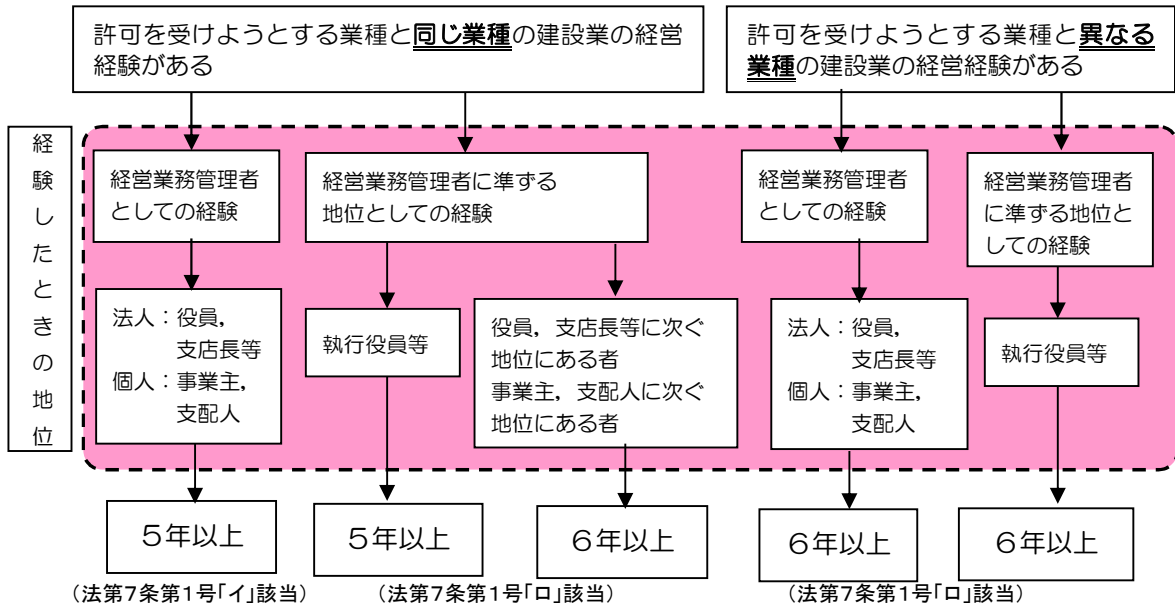 許可を受けようとする業種と同じ業種の建設業の経営
経験がある
許可を受けようとする業種と異なる
業種の建設業の経営経験がある
経験したときの地位
経営業務管理者
としての経験
経営業務管理者に準ずる
地位としての経験
経営業務管理者
としての経験
経営業務管理者
に準ずる地位と
しての経験
法人：役員，
支店長等
個人：事業主，
支配人
執行役員等
役員，支店長等に次ぐ
地位にある者
事業主，支配人に次ぐ
地位にある者
法人：役員，
支店長等
個人：事業主，
支配人
執行役員等
５年以上
５年以上
６年以上
６年以上
６年以上
（法第7条第1号｢イ｣該当）
（法第7条第1号｢ロ｣該当）
（法第7条第1号｢ロ｣該当）